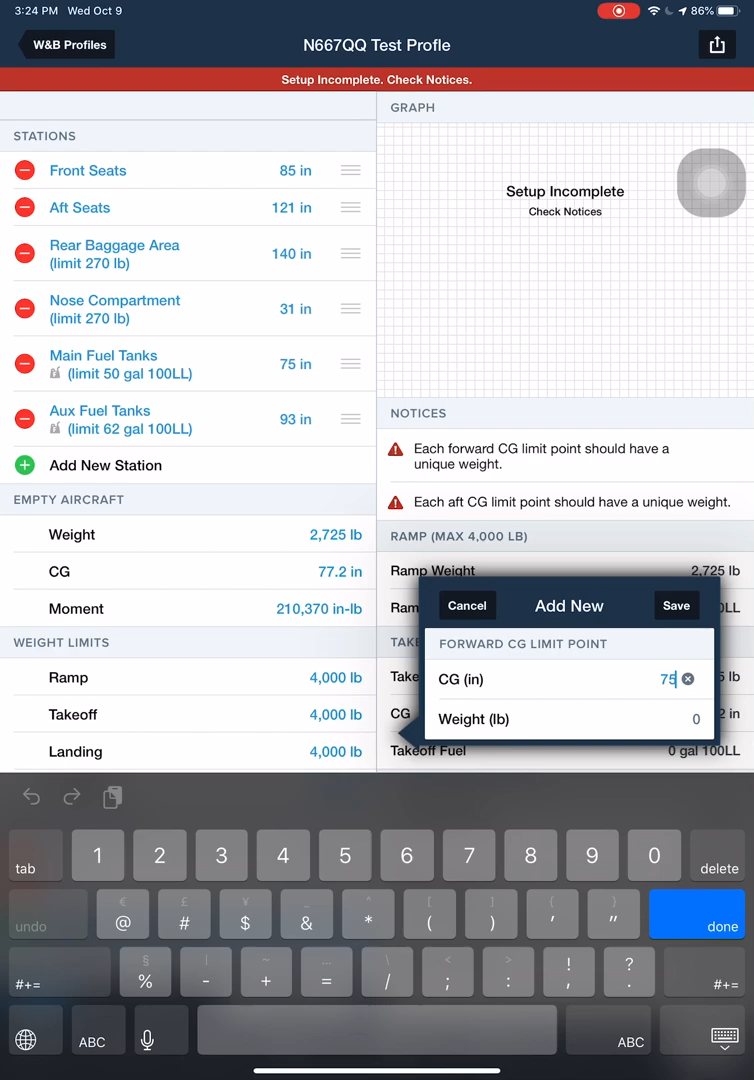 3:24 PM Wed Oct 9
86%
W&B Profiles
N667QQ Test Profle
Setup Incomplete. Check Notices.
STATIONS
Front Seats 85 in
Aft Seats 121 in
Rear Baggage Area
(limit 270 lb) 140 in
Nose Compartment
(limit 270 lb) 31 in
Main Fuel Tanks
(limit 50 gal 100LL) 75 in
Aux Fuel Tanks
(limit 62 gal 100LL) 93 in
Add New Station
EMPTY AIRCRAFT
Weight 2,725 lb
CG 77.2 in
Moment 210,370 in-lb
WEIGHT LIMITS
Ramp 4,000 lb
Takeoff 4,000 lb
Landing 4,000 lb
GRAPH
Setup Incomplete
Check Notices
NOTICES
Each forward CG limit point should have a
unique weight.
Each aft CG limit point should have a unique weight.
RAMP (MAX 4,000 LB)
Ramp Weight 2,725 lb
Cancel Add New Save
FORWARD CG LIMIT POINT
CG (in) 75
Weight (lb) 0
CG
Takeoff Fuel 0 gal 100LL
tab 1 2 3 4 5 6 7 8 9 0 delete
€ £ ¥ _ ^ [ ] { }
undo @ # $ & * ( ) ' " done
§ | ~ … \ < >
#+= % - + = / ; : ! , ? . #+=
ABC ABC